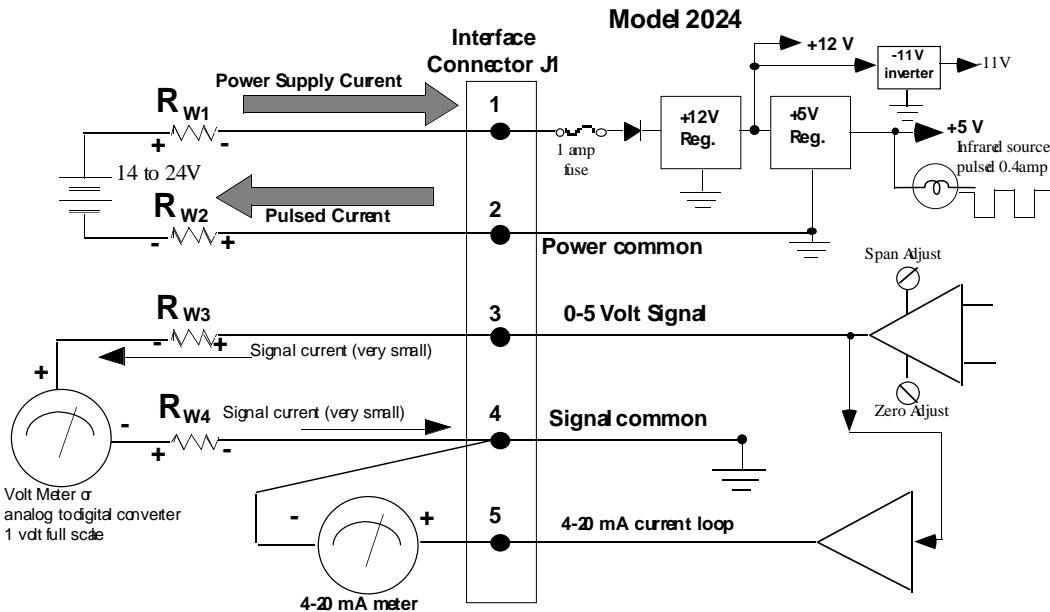 Model 2024
Interface
Connector J1
Power Supply Current
RW1
+ -
14 to 24V
1
1 amp
fuse
+12V
Reg.
+5V
Reg.
+12 V
-11V
inverter
-11V
+5 V
Infrared source
pulsed 0.4amp
Pulsed Current
RW2
- +
2
Power common
Span Adjust
RW3
- +
3
0-5 Volt Signal
Signal current (very small)
+
-
RW4
+ -
Signal current (very small)
4
Signal common
Zero Adjust
Volt Meter or
analog to digital converter
1 volt full scale
- +
5
4-20 mA current loop
4-20 mA meter